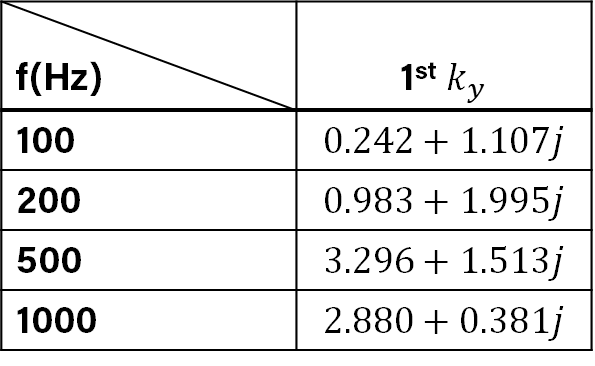 f(Hz) 1st k_y
100 0.242 + 1.107j
200 0.983 + 1.995j
500 3.296 + 1.513j
1000 2.880 + 0.381j